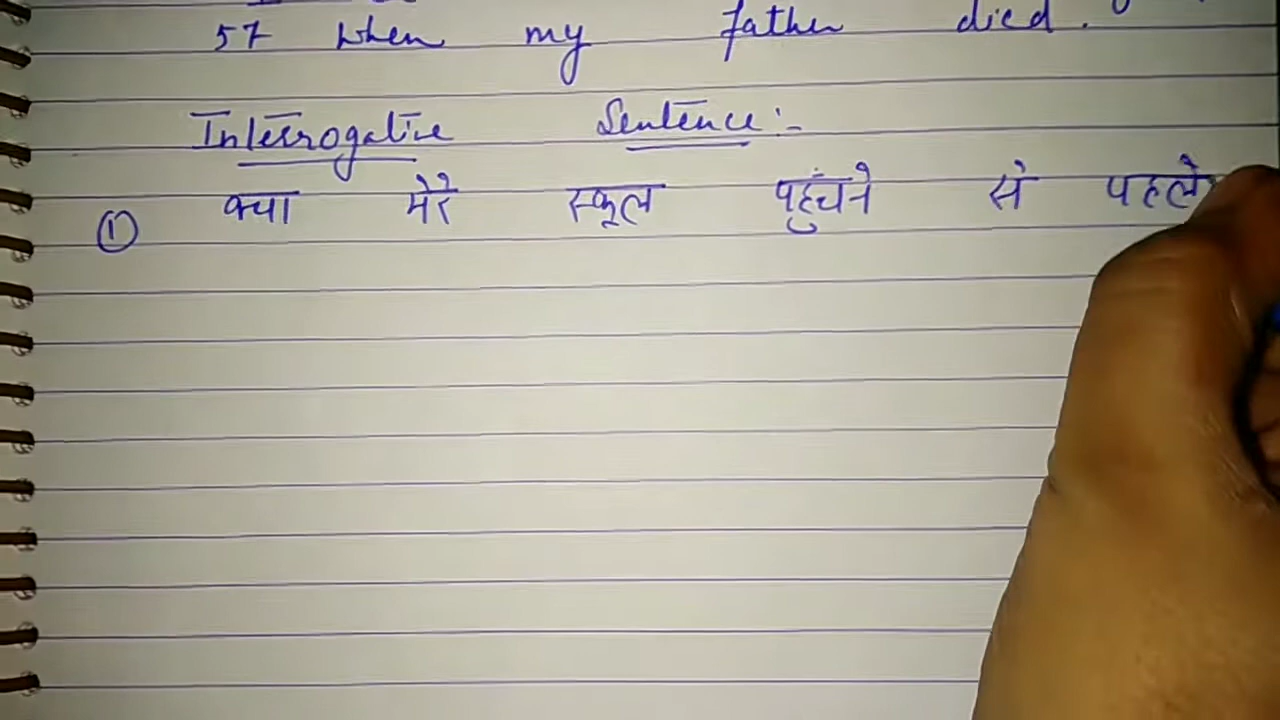 57 when my father died.
Interrogative Sentence :-
① क्या मेरे स्कूल पहुंचने से पहले